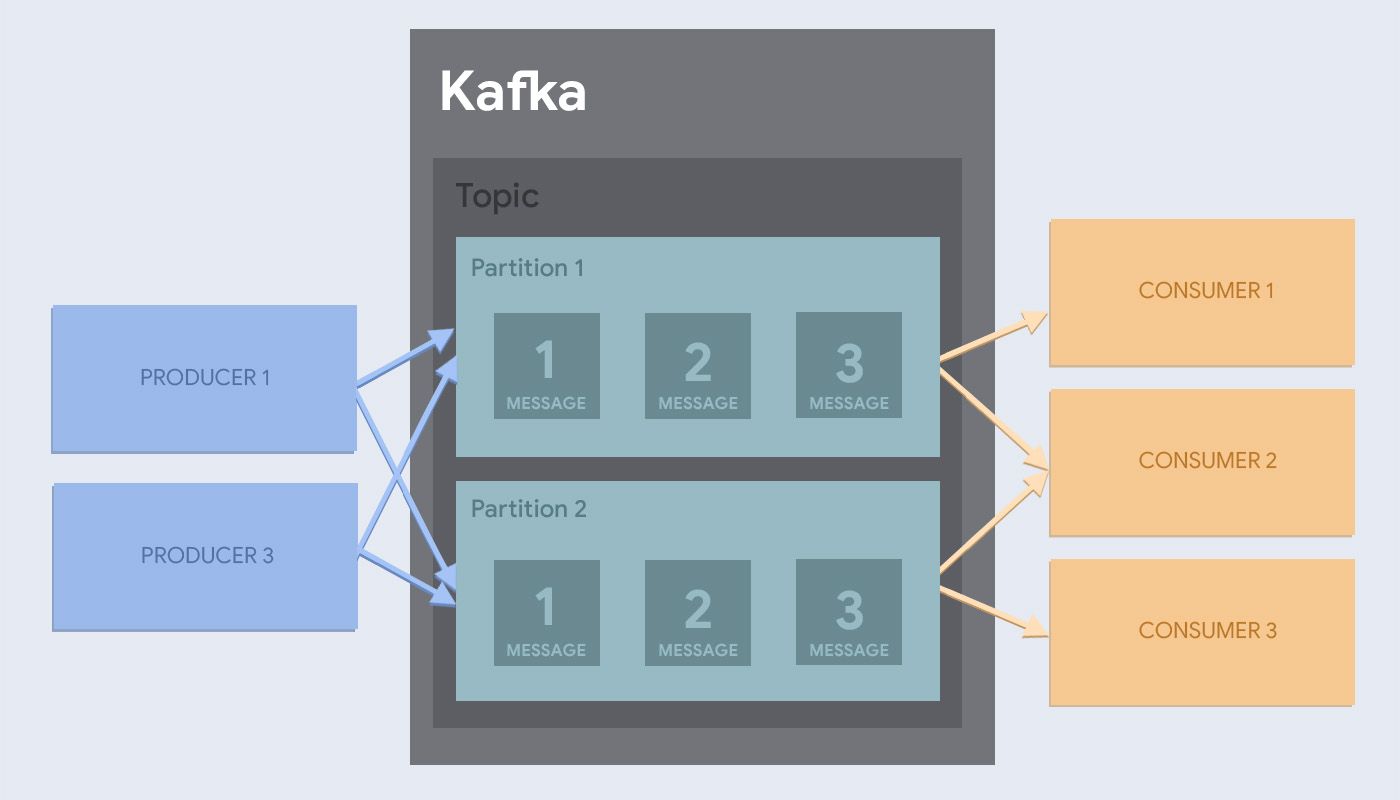 Kafka
Topic
Partition 1
1
MESSAGE
2
MESSAGE
3
MESSAGE
Partition 2
1
MESSAGE
2
MESSAGE
3
MESSAGE
PRODUCER 1
PRODUCER 3
CONSUMER 1
CONSUMER 2
CONSUMER 3